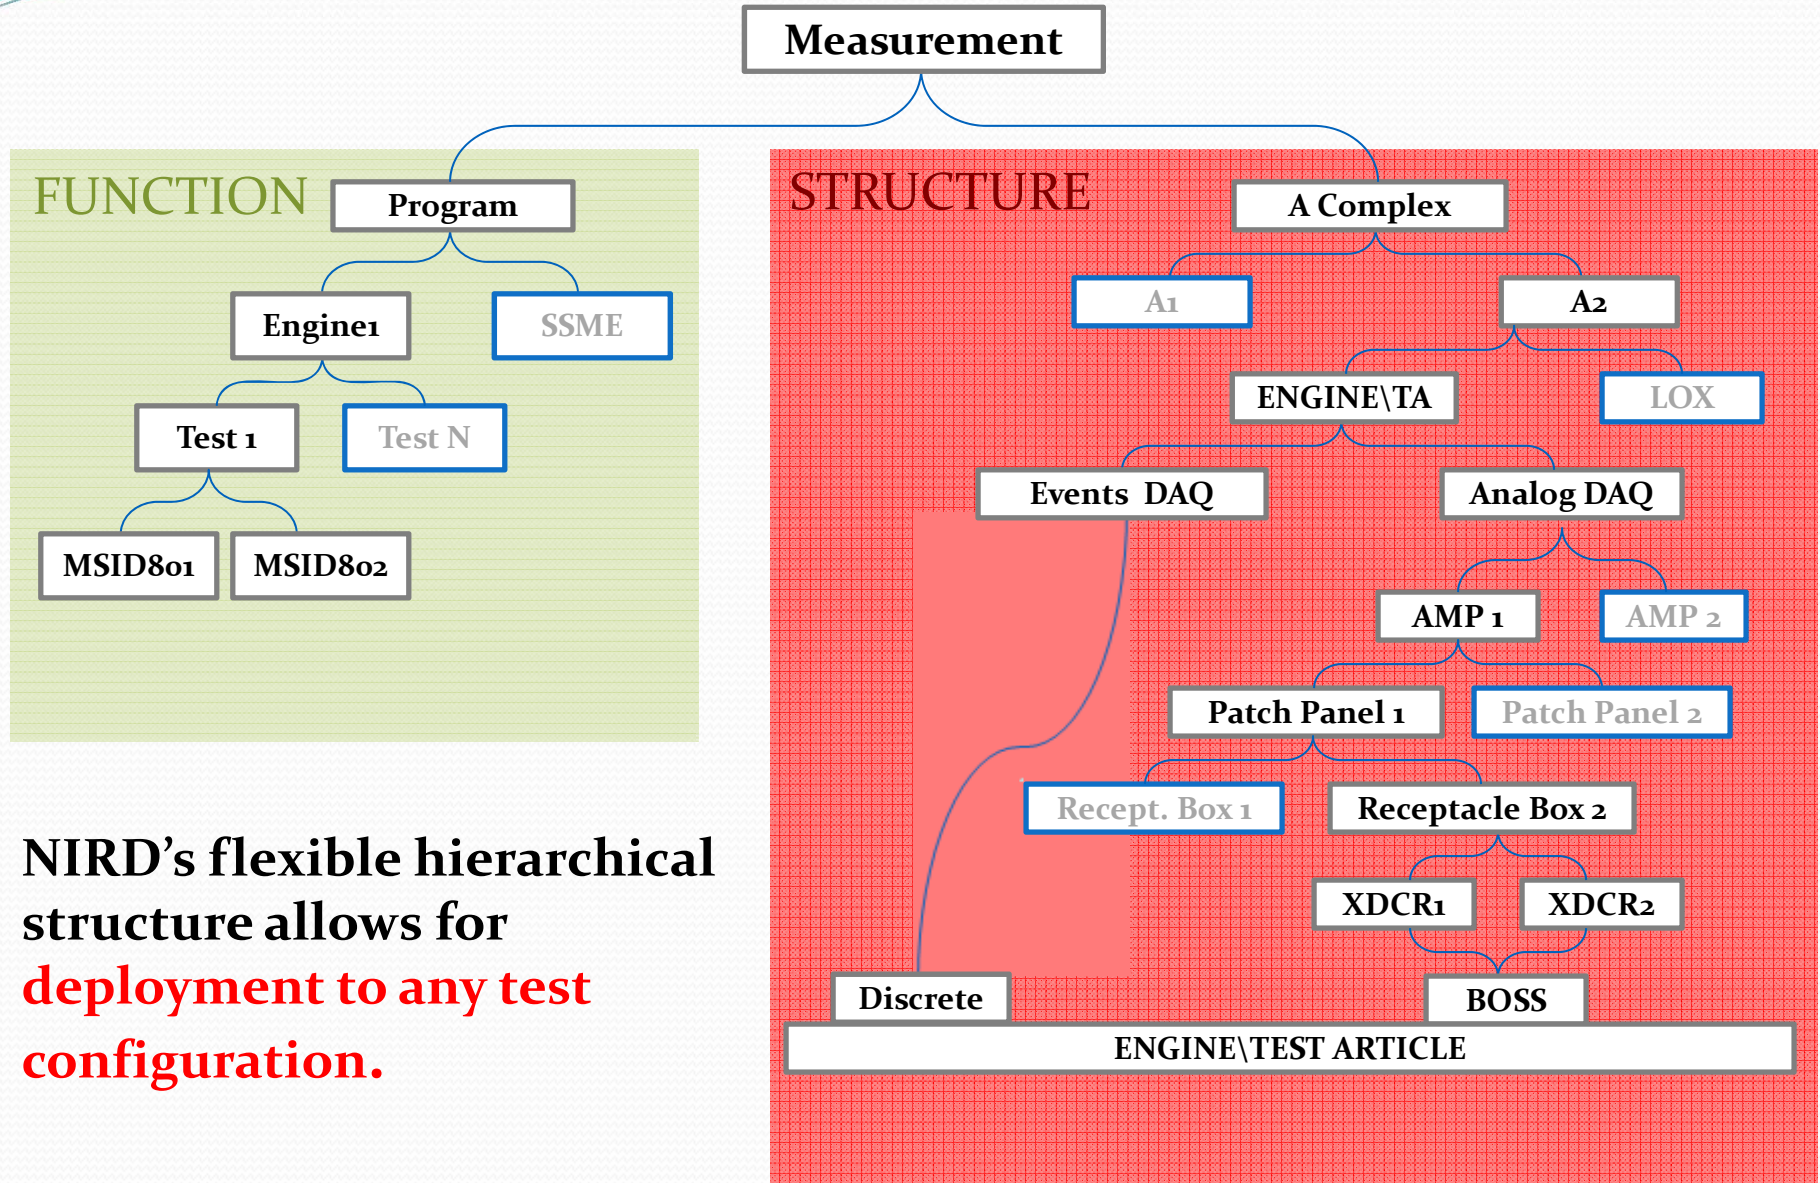 Measurement
FUNCTION
Program
Engine1
SSME
Test 1
Test N
MSID801
MSID802
STRUCTURE
A Complex
A1
A2
ENGINE\TA
LOX
Events DAQ
Analog DAQ
AMP 1
AMP 2
Patch Panel 1
Patch Panel 2
Recept. Box 1
Receptacle Box 2
XDCR1
XDCR2
Discrete
BOSS
ENGINE\TEST ARTICLE
NIRD’s flexible hierarchical
structure allows for
deployment to any test
configuration.